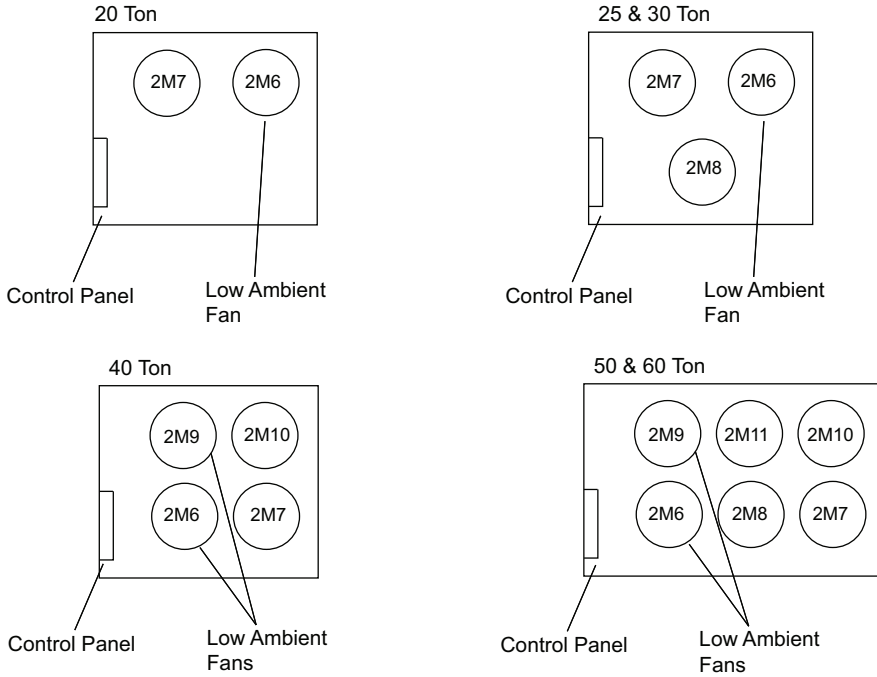 20 Ton
2M7
2M6
Control Panel
Low Ambient
Fan
25 & 30 Ton
2M7
2M6
2M8
Control Panel
Low Ambient
Fan
40 Ton
2M9
2M10
2M6
2M7
Control Panel
Low Ambient
Fans
50 & 60 Ton
2M9
2M11
2M10
2M6
2M8
2M7
Control Panel
Low Ambient
Fans